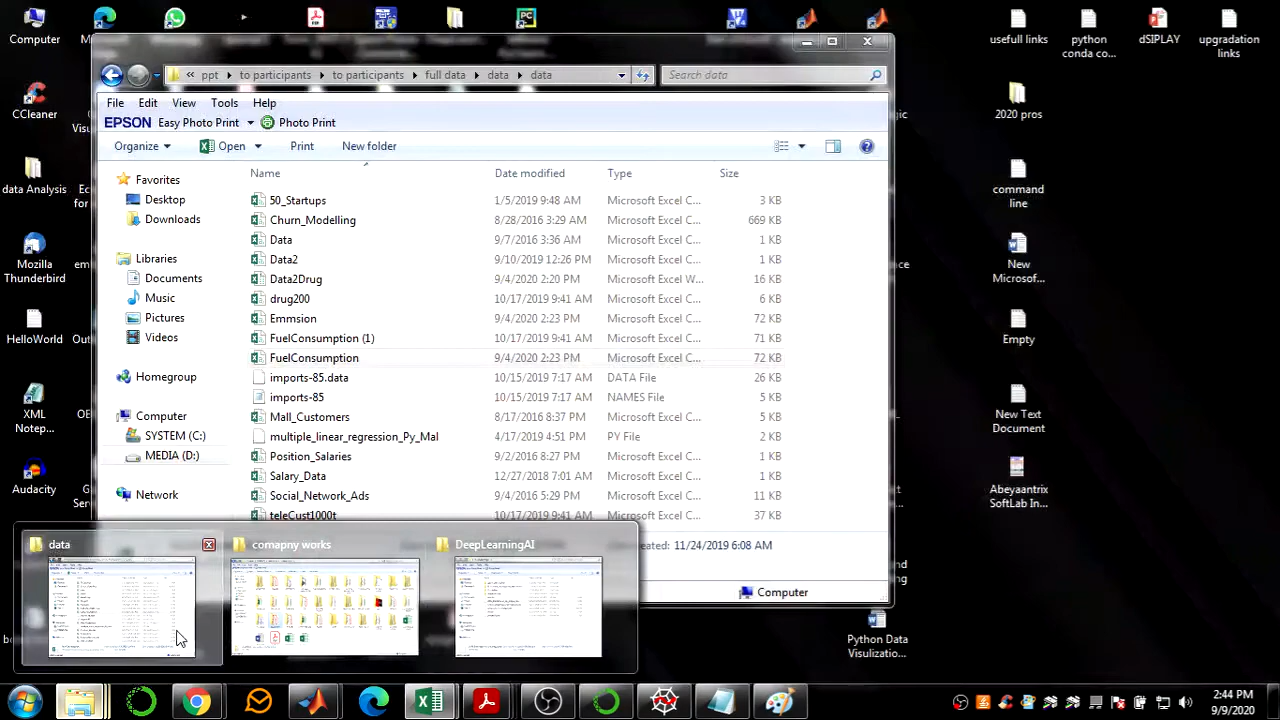 Computer
usefull links
python conda co...
dSIPLAY
upgradation links
ppt
to participants
to participants
full data
data
data
Search data
File
Edit
View
Tools
Help
EPSON
Easy Photo Print
Photo Print
Organize
Open
Print
New folder
Name
Date modified
Type
Size
50_Startups 1/5/2019 9:48 AM Microsoft Excel C... 3 KB
Churn_Modelling 8/28/2016 3:29 AM Microsoft Excel C... 669 KB
Data 9/7/2016 3:36 AM Microsoft Excel C... 1 KB
Data2 9/10/2019 12:26 PM Microsoft Excel C... 1 KB
Data2Drug 9/4/2020 2:20 PM Microsoft Excel W... 16 KB
drug200 10/17/2019 9:41 AM Microsoft Excel C... 6 KB
Emmsion 9/4/2020 2:23 PM Microsoft Excel C... 72 KB
FuelConsumption (1) 10/17/2019 9:41 AM Microsoft Excel C... 71 KB
FuelConsumption 9/4/2020 2:23 PM Microsoft Excel C... 72 KB
imports-85.data 10/15/2019 7:17 AM DATA File 26 KB
imports-85 10/15/2019 7:17 AM NAMES File 5 KB
Mall_Customers 8/17/2016 8:37 PM Microsoft Excel C... 5 KB
multiple_linear_regression_Py_Mal 4/17/2019 4:51 PM PY File 2 KB
Position_Salaries 9/2/2016 8:27 PM Microsoft Excel C... 1 KB
Salary_Data 12/27/2018 7:01 AM Microsoft Excel C... 1 KB
Social_Network_Ads 9/4/2016 5:29 PM Microsoft Excel C... 11 KB
teleCust1000t 10/17/2019 9:41 AM Microsoft Excel C... 37 KB
Favorites
Desktop
Downloads
Libraries
Documents
Music
Pictures
Videos
Homegroup
Computer
SYSTEM (C:)
MEDIA (D:)
Network
CCleaner
data Analysis
Mozilla Thunderbird
HelloWorld
XML Notep...
Audacity
2020 pros
command line
New Microsof...
Empty
New Text Document
Abeyaantrix SoftLab In...
Python Data Visulizatio...
data
comapny works
DeepLearningAI
11/24/2019 6:08 AM
Computer
2:44 PM
9/9/2020